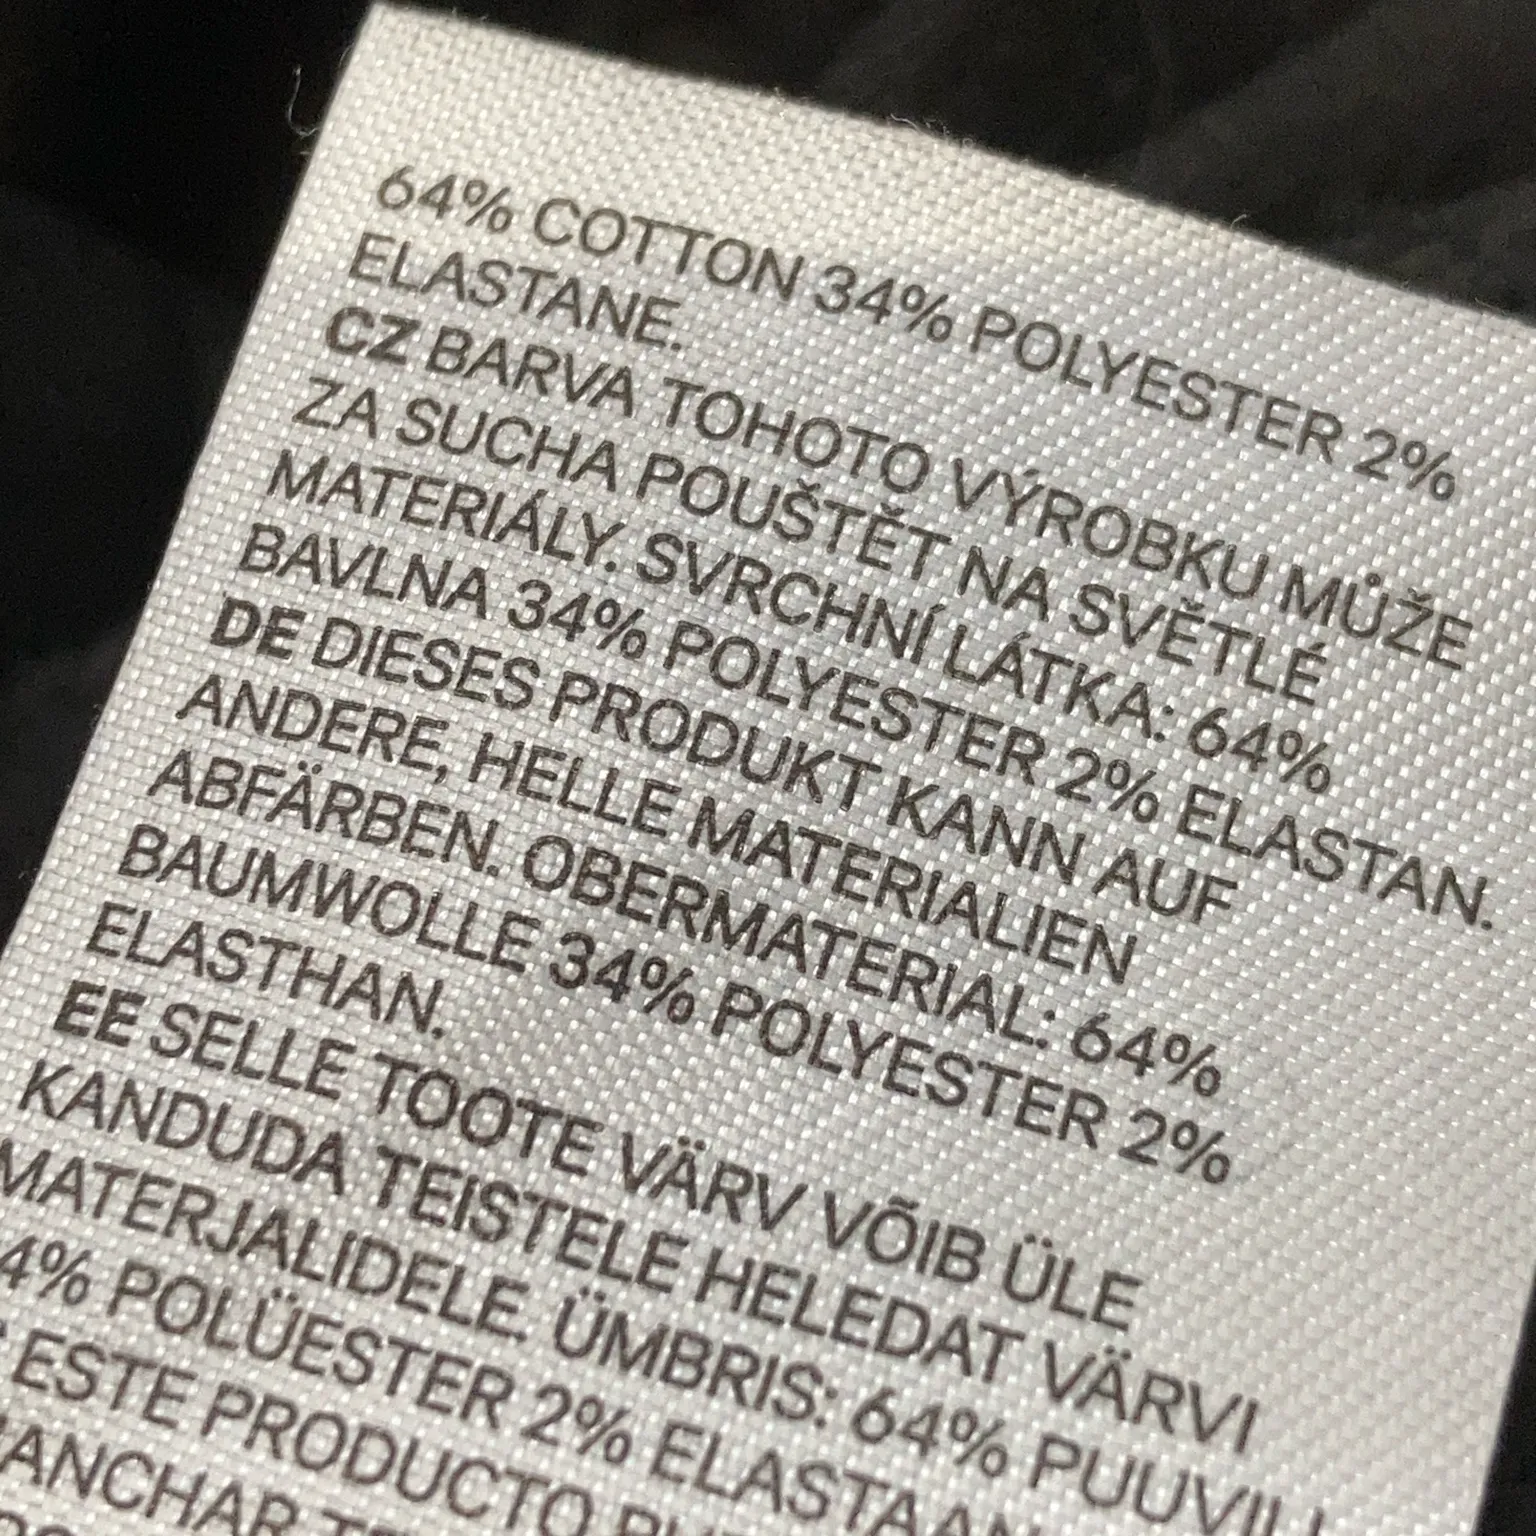 64% COTTON 34% POLYESTER 2%
ELASTANE.
CZ BARVA TOHOTO VÝROBKU MŮŽE
ZA SUCHA POUŠTĚT NA SVĚTLÉ
MATERIÁLY. SVRCHNÍ LÁTKA: 64%
BAVLNA 34% POLYESTER 2% ELASTAN.
DE DIESES PRODUKT KANN AUF
ANDERE, HELLE MATERIALIEN
ABFÄRBEN. OBERMATERIAL: 64%
BAUMWOLLE 34% POLYESTER 2%
ELASTHAN.
EE SELLE TOOTE VÄRV VÕIB ÜLE
KANDUDA TEISTELE HELEDAT VÄRVI
MATERJALIDELE. ÜMBRIS: 64%
4% POLÜESTER 2%
ESTE PRODUCTO